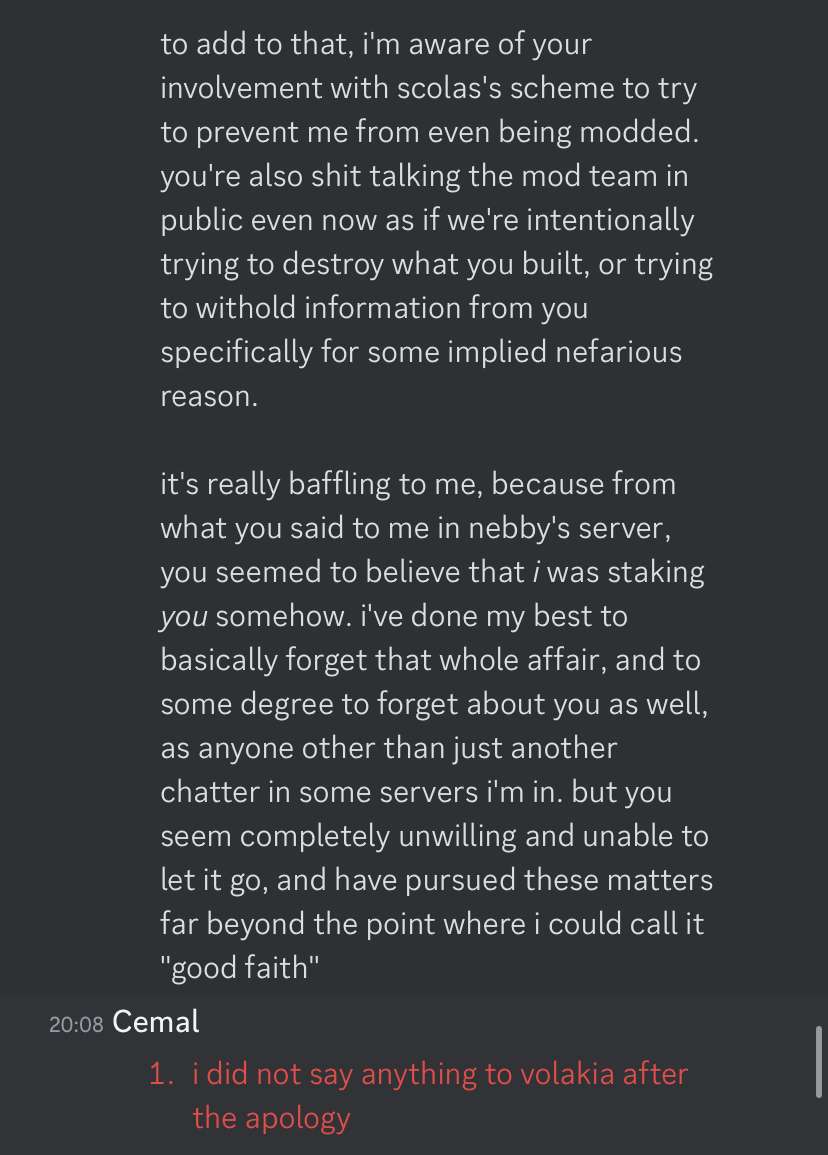 to add to that, i'm aware of your
involvement with scolas's scheme to try
to prevent me from even being modded.
you're also shit talking the mod team in
public even now as if we're intentionally
trying to destroy what you built, or trying
to withold information from you
specifically for some implied nefarious
reason.
it's really baffling to me, because from
what you said to me in nebby's server,
you seemed to believe that i was staking
you somehow. i've done my best to
basically forget that whole affair, and to
some degree to forget about you as well,
as anyone other than just another
chatter in some servers i'm in. but you
seem completely unwilling and unable to
let it go, and have pursued these matters
far beyond the point where i could call it
"good faith"
20:08 Cemal
1. i did not say anything to volakia after
the apology